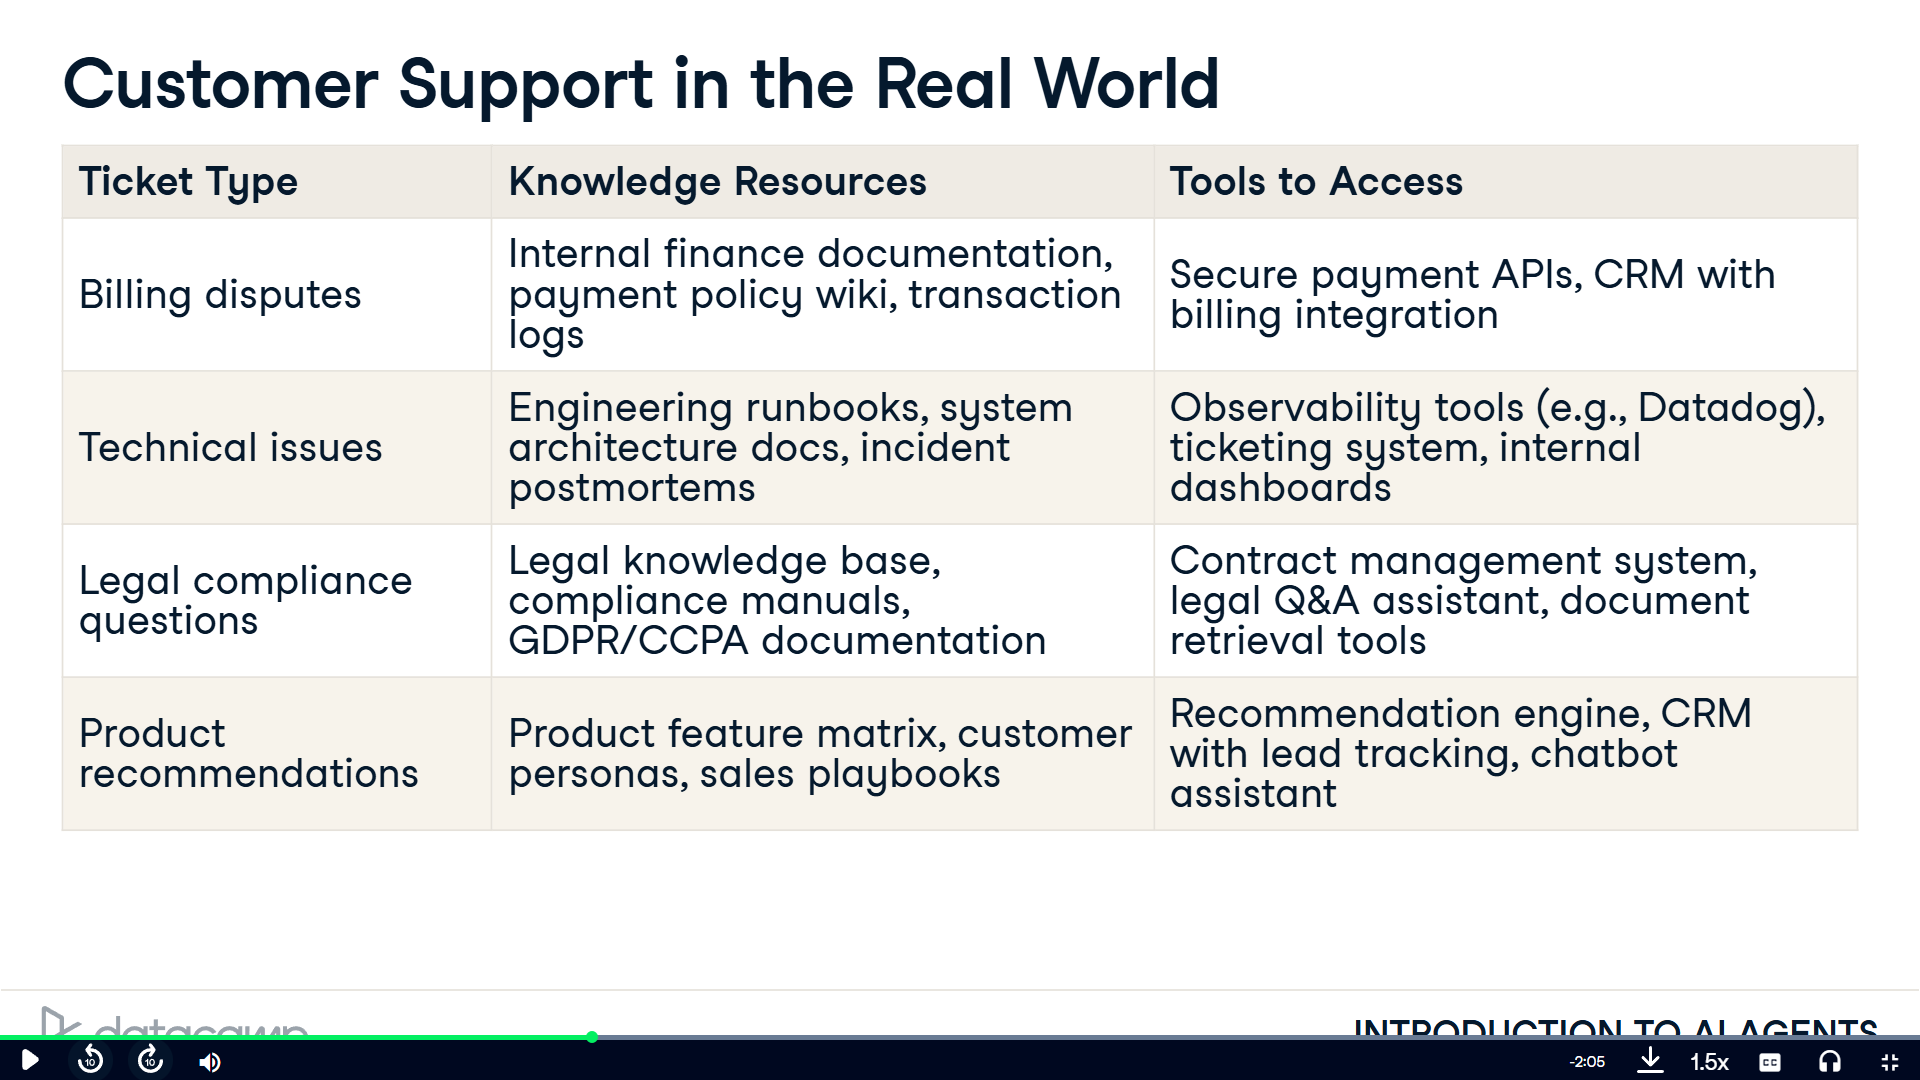 Customer Support in the Real World
Ticket Type
Knowledge Resources
Tools to Access
Billing disputes
Internal finance documentation,
payment policy wiki, transaction
logs
Secure payment APIs, CRM with
billing integration
Technical issues
Engineering runbooks, system
architecture docs, incident
postmortems
Observability tools (e.g., Datadog),
ticketing system, internal
dashboards
Legal compliance
questions
Legal knowledge base,
compliance manuals,
GDPR/CCPA documentation
Contract management system,
legal Q&A assistant, document
retrieval tools
Product
recommendations
Product feature matrix, customer
personas, sales playbooks
Recommendation engine, CRM
with lead tracking, chatbot
assistant
datacamp
INTRODUCTION TO AI AGENTS
10
10
-2:05
1.5x
CC